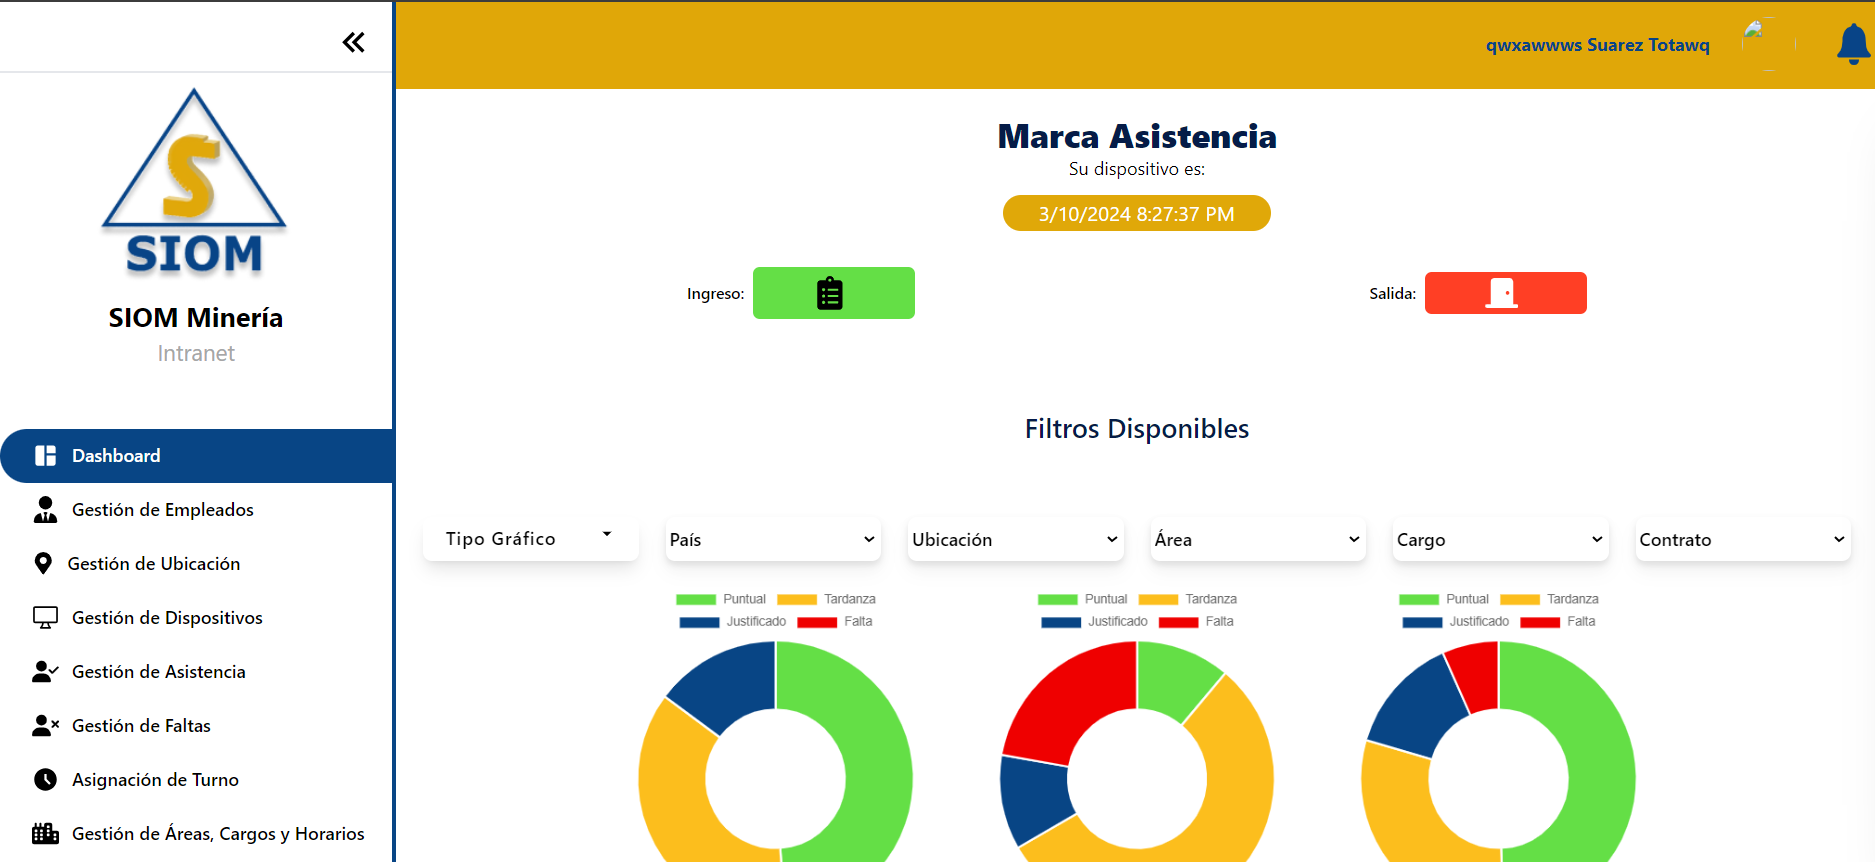 qwxawwws Suarez Totawq
S
SIOM
SIOM Minería
Intranet
Dashboard
Gestión de Empleados
Gestión de Ubicación
Gestión de Dispositivos
Gestión de Asistencia
Gestión de Faltas
Asignación de Turno
Gestión de Áreas, Cargos y Horarios
Marca Asistencia
Su dispositivo es:
3/10/2024 8:27:37 PM
Ingreso:
Salida:
Filtros Disponibles
Tipo Gráfico
País
Ubicación
Área
Cargo
Contrato
Puntual Tardanza
Justificado Falta
Puntual Tardanza
Justificado Falta
Puntual Tardanza
Justificado Falta